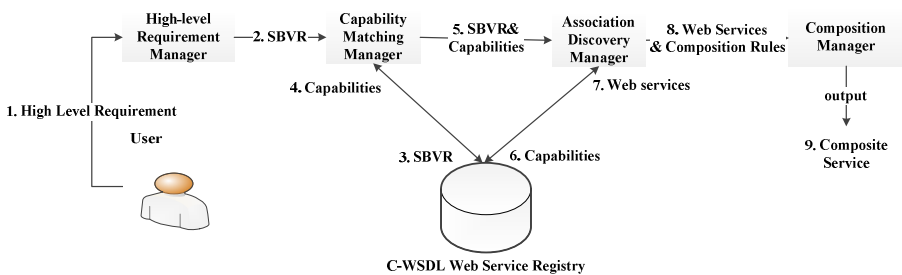 High-level
Requirement
Manager
2. SBVR
Capability
Matching
Manager
5. SBVR&
Capabilities
Association
Discovery
Manager
8. Web Services
& Composition Rules
Composition
Manager
4. Capabilities
7. Web services
output
1. High Level Requirement
User
3. SBVR
6. Capabilities
9. Composite
Service
C-WSDL Web Service Registry